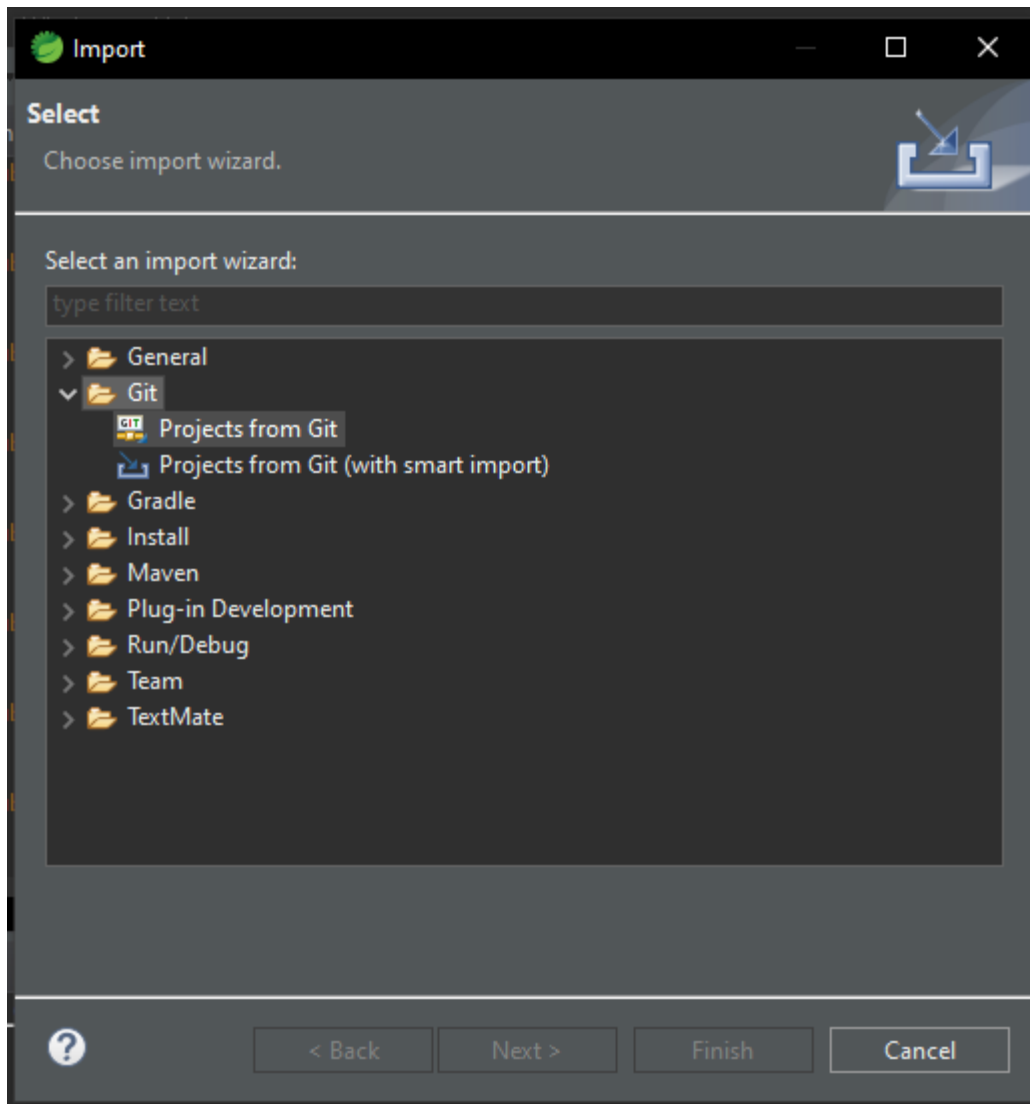 Import
Select
Choose import wizard.
Select an import wizard:
type filter text
General
Git
GIT Projects from Git
Projects from Git (with smart import)
Gradle
Install
Maven
Plug-in Development
Run/Debug
Team
TextMate
?
< Back
Next >
Finish
Cancel